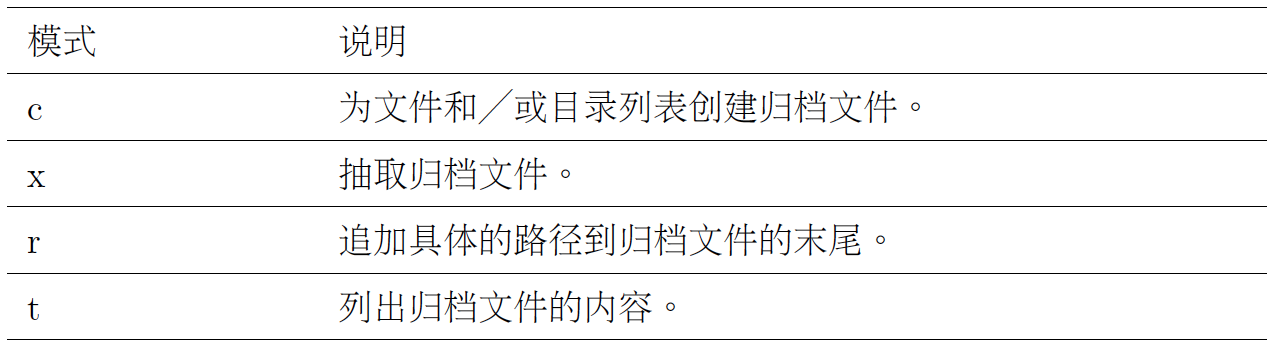 模式 说明
c 为文件和／或目录列表创建归档文件。
x 抽取归档文件。
r 追加具体的路径到归档文件的末尾。
t 列出归档文件的内容。